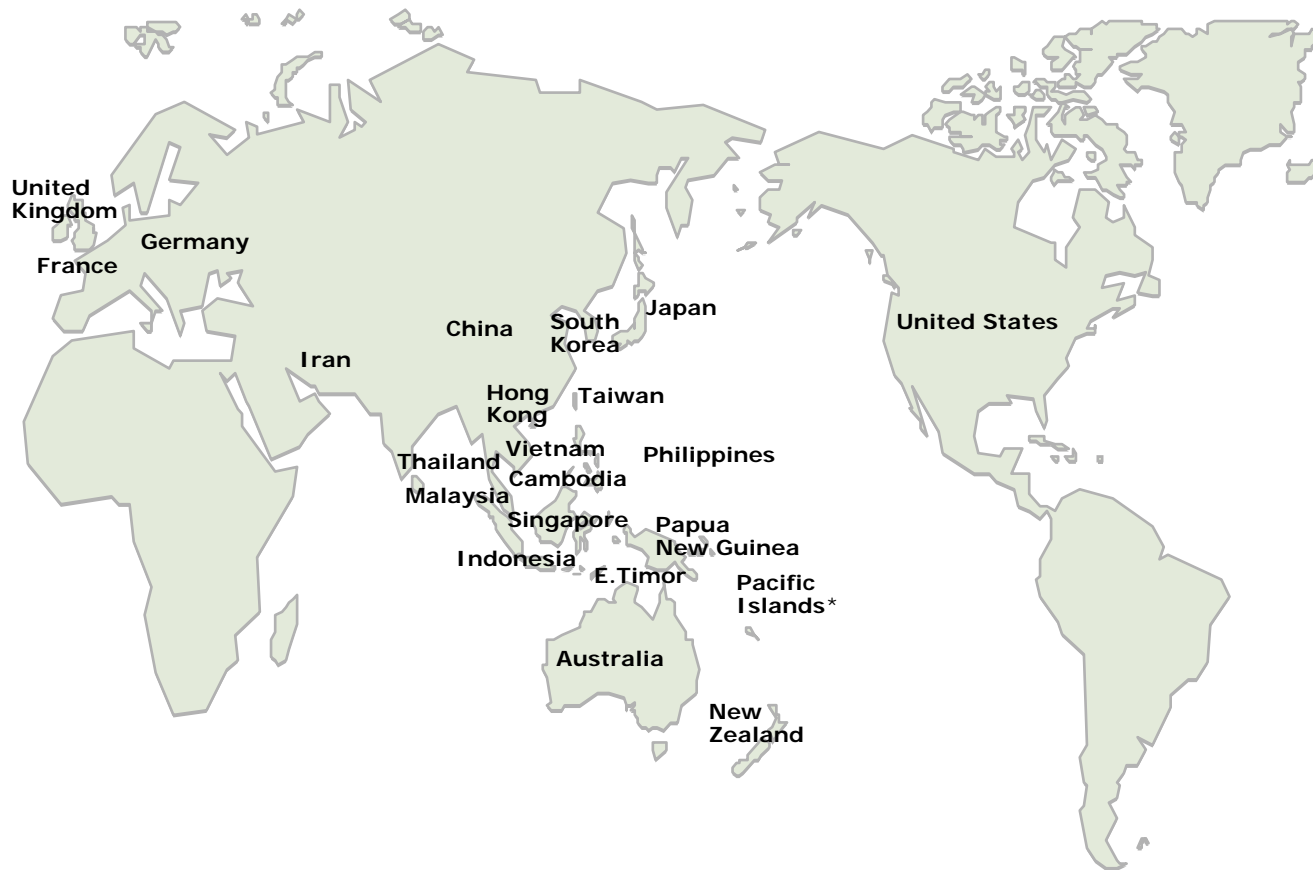 United
Kingdom
Germany
France
China
South
Korea
Japan
United States
Iran
Hong
Kong
Taiwan
Vietnam
Philippines
Thailand
Cambodia
Malaysia
Singapore
Papua
New Guinea
Indonesia
E.Timor
Pacific
Islands*
Australia
New
Zealand